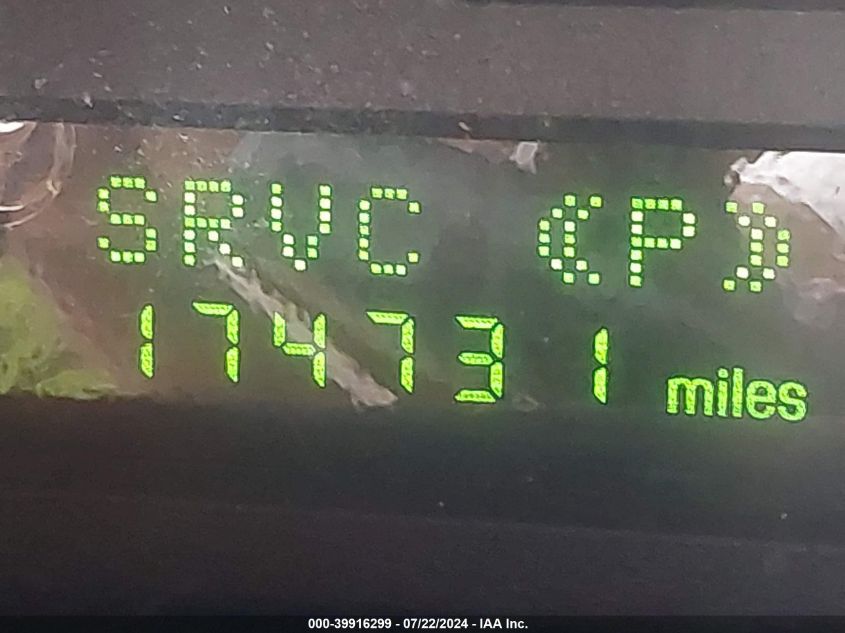 SRVC ((P))
174731 miles
000-39916299 - 07/22/2024 - IAA Inc.